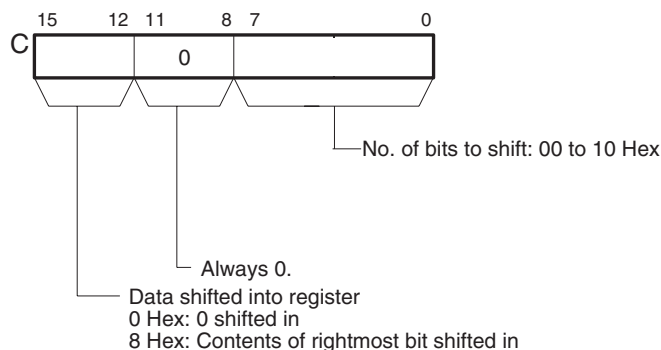 15 12 11 8 7 0
C
0
No. of bits to shift: 00 to 10 Hex
Always 0.
Data shifted into register
0 Hex: 0 shifted in
8 Hex: Contents of rightmost bit shifted in